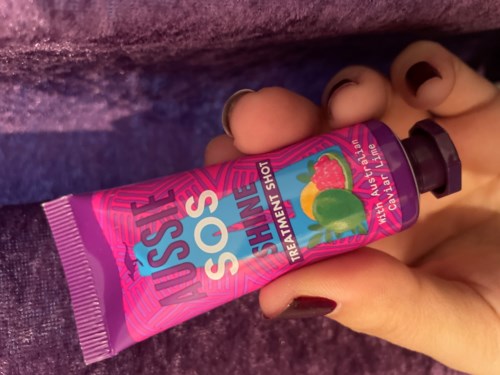 AUSSIE
SOS
SHINE
TREATMENT SHOT
With Australian
Caviar Lime